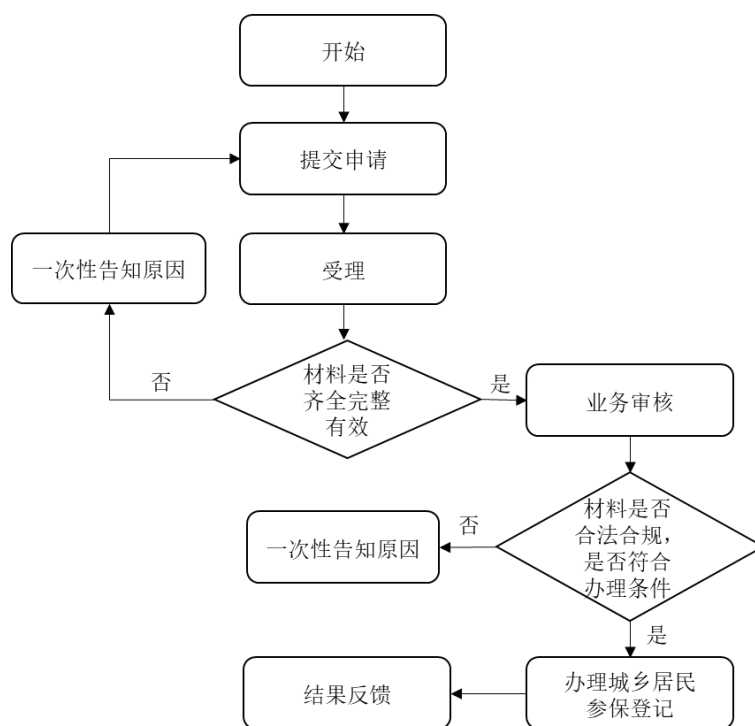 开始
提交申请
一次性告知原因
受理
否
材料是否
齐全完整
有效
是
业务审核
一次性告知原因
否
材料是否
合法合规，
是否符合
办理条件
是
结果反馈
办理城乡居民
参保登记